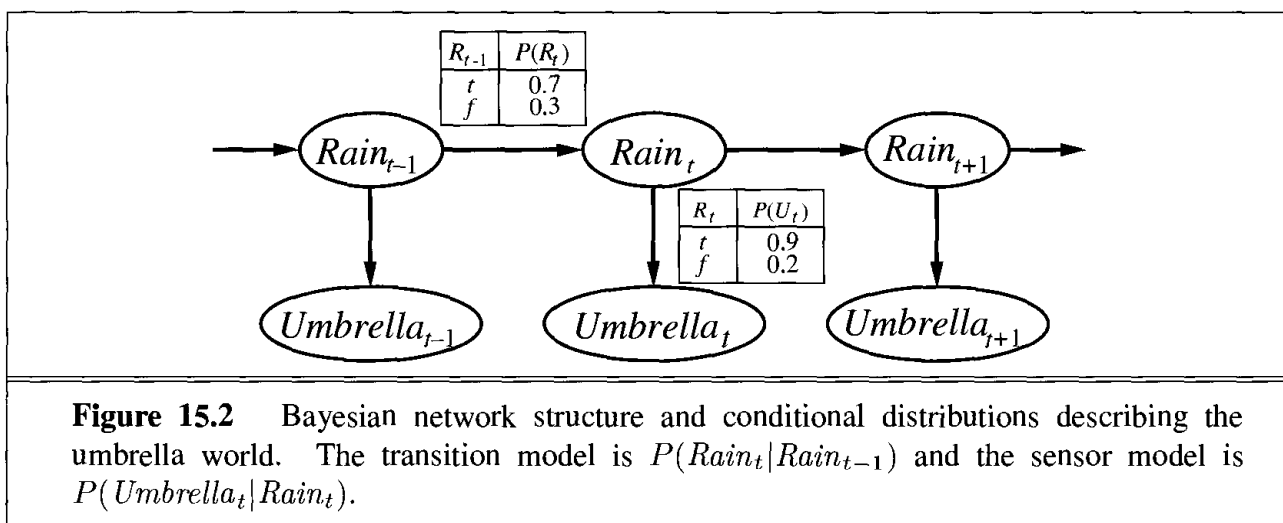 R_{t-1} P(R_t)
t 0.7
f 0.3
Rain_{t-1} Rain_t Rain_{t+1}
R_t P(U_t)
t 0.9
f 0.2
Umbrella_{t-1} Umbrella_t Umbrella_{t+1}
Figure 15.2 Bayesian network structure and conditional distributions describing the
umbrella world. The transition model is P(Rain_t|Rain_{t-1}) and the sensor model is
P(Umbrella_t|Rain_t).